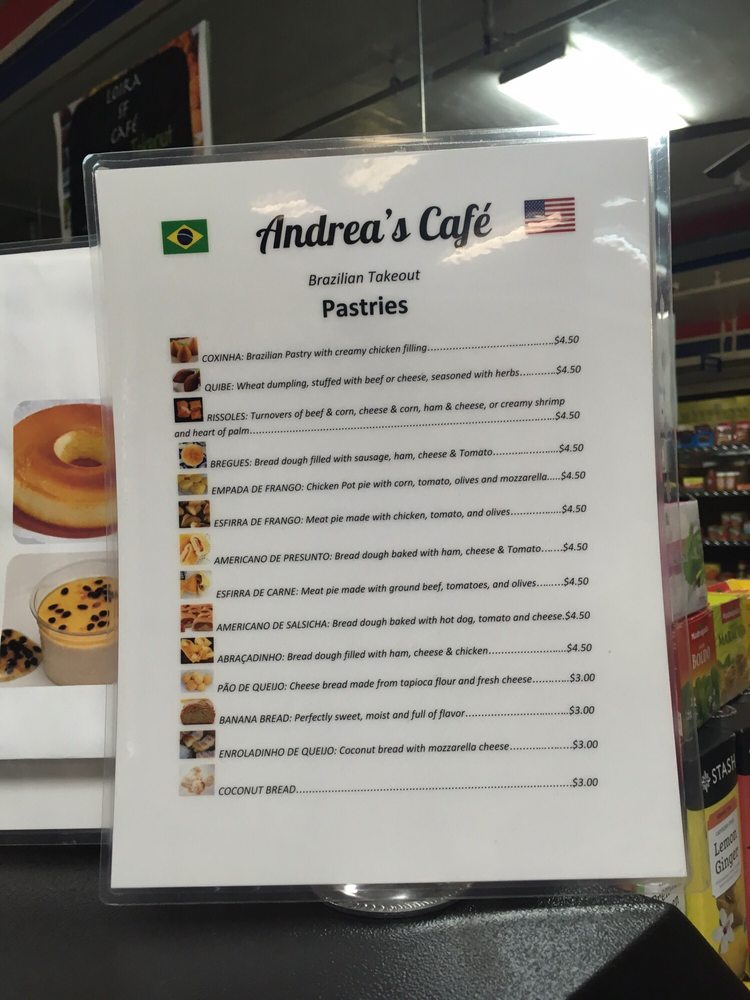 LOIRA
CAFÉ
Takeout
Andrea's Café
Brazilian Takeout
Pastries
COXINHA: Brazilian Pastry with creamy chicken filling................................$4.50
QUIBE: Wheat dumpling, stuffed with beef or cheese, seasoned with herbs.........$4.50
RISSOLES: Turnovers of beef & corn, cheese & corn, ham & cheese, or creamy shrimp
and heart of palm................................................................................$4.50
BREGUES: Bread dough filled with sausage, ham, cheese & Tomato......................$4.50
EMPADA DE FRANGO: Chicken Pot pie with corn, tomato, olives and mozzarella.....$4.50
ESFIRRA DE FRANGO: Meat pie made with chicken, tomato, and olives..................$4.50
AMERICANO DE PRESUNTO: Bread dough baked with ham, cheese & Tomato.......$4.50
ESFIRRA DE CARNE: Meat pie made with ground beef, tomatoes, and olives.........$4.50
AMERICANO DE SALSICHA: Bread dough baked with hot dog, tomato and cheese.$4.50
ABRAÇADINHO: Bread dough filled with ham, cheese & chicken........................$4.50
PÃO DE QUEIJO: Cheese bread made from tapioca flour and fresh cheese...............$3.00
BANANA BREAD: Perfectly sweet, moist and full of flavor................................$3.00
ENROLADINHO DE QUEIJO: Coconut bread with mozzarella cheese.....................$3.00
COCONUT BREAD................................................................................$3.00
BOLDO
STASH
Lemon
Ginger